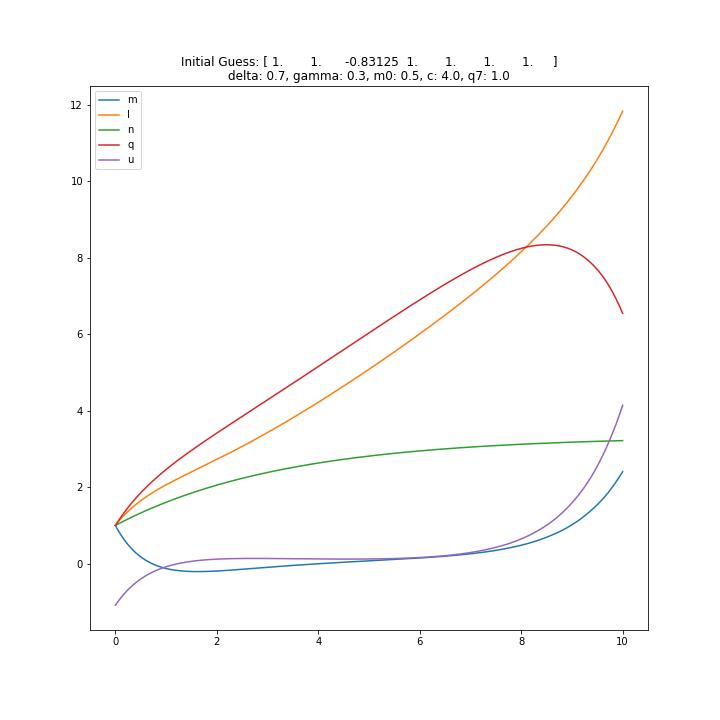 Initial Guess: [ 1. 1. -0.83125 1. 1. 1. 1. ]
delta: 0.7, gamma: 0.3, m0: 0.5, c: 4.0, q7: 1.0
m
l
n
q
u
12
10
8
6
4
2
0
0 2 4 6 8 10